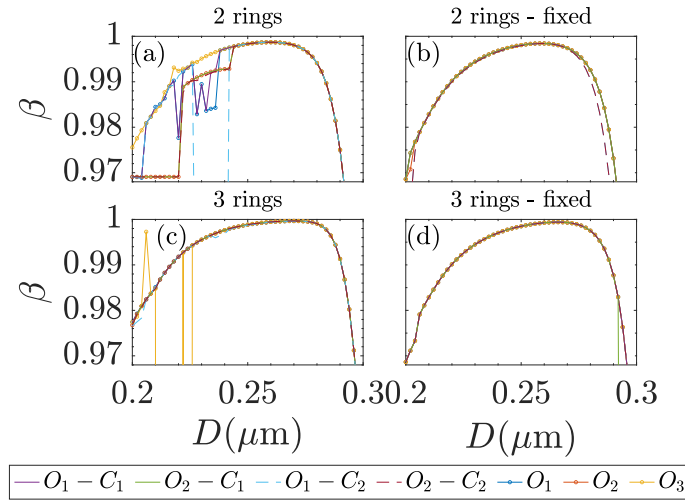 2 rings
2 rings - fixed
(a)
(b)
1
0.99
0.98
0.97
β
3 rings
3 rings - fixed
(c)
(d)
1
0.99
0.98
0.97
β
0.2 0.25 0.3
0.2 0.25 0.3
D(μm)
D(μm)
O₁ − C₁ O₂ − C₁ O₁ − C₂ O₂ − C₂ O₁ O₂ O₃